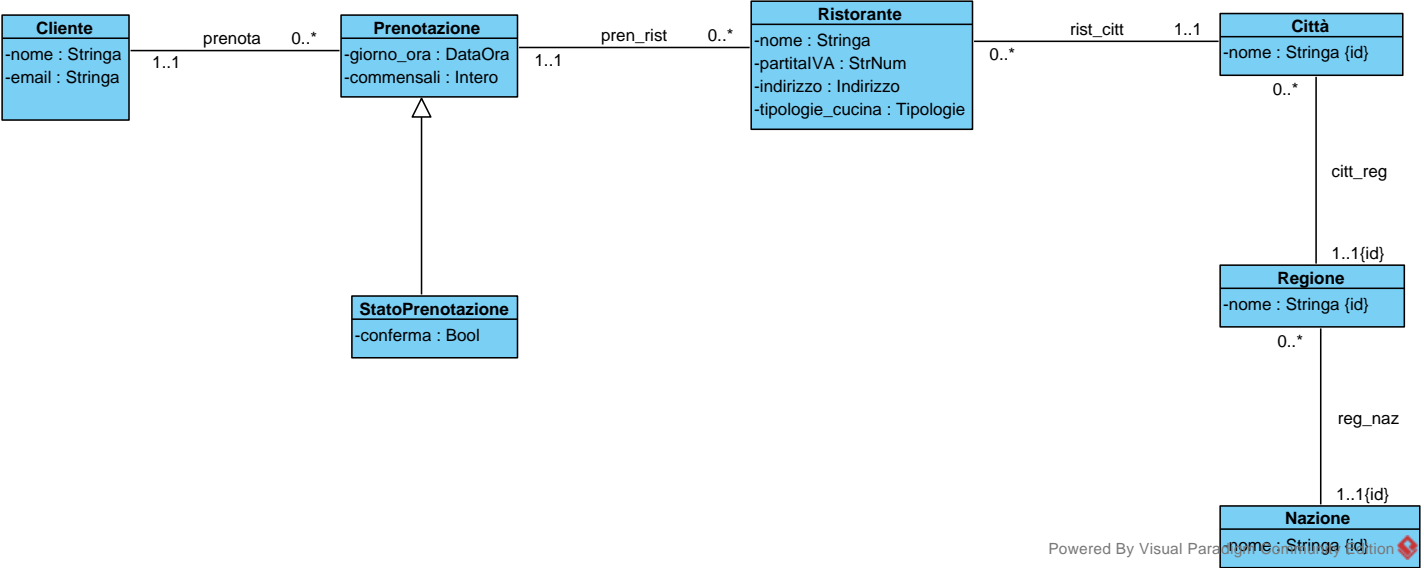 Cliente
-nome : Stringa
-email : Stringa
prenota
0..*
1..1
Prenotazione
-giorno_ora : DataOra
-commensali : Intero
pren_rist
0..*
1..1
Ristorante
-nome : Stringa
-partitaIVA : StrNum
-indirizzo : Indirizzo
-tipologie_cucina : Tipologie
rist_citt
1..1
0..*
Città
-nome : Stringa {id}
0..*
citt_reg
1..1{id}
Regione
-nome : Stringa {id}
0..*
StatoPrenotazione
-conferma : Bool
reg_naz
1..1{id}
Nazione
-nome : Stringa {id}
Powered By Visual Paradigm Community Edition